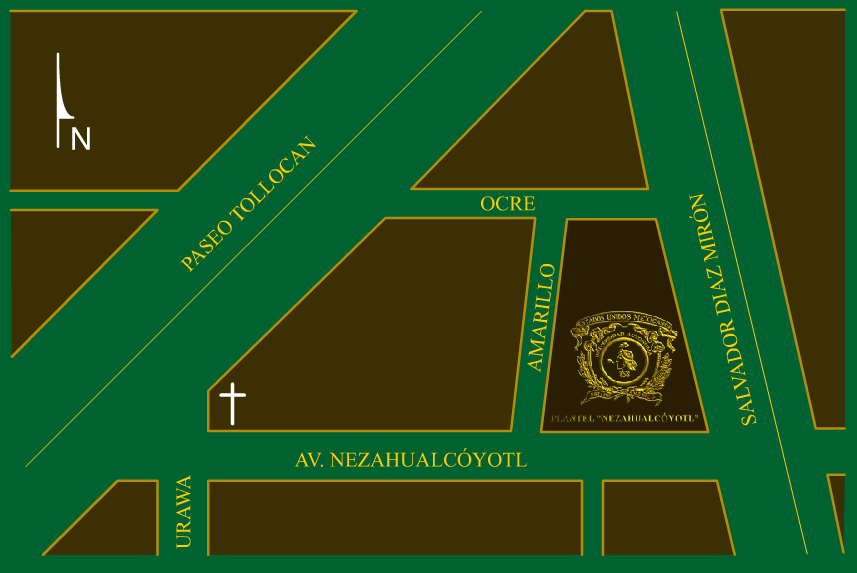 N
PASEO TOLLOCAN
OCRE
AMARILLO
SALVADOR DIAZ MIRÓN
PLANTEL "NEZAHUALCÓYOTL"
AV. NEZAHUALCÓYOTL
URAWA